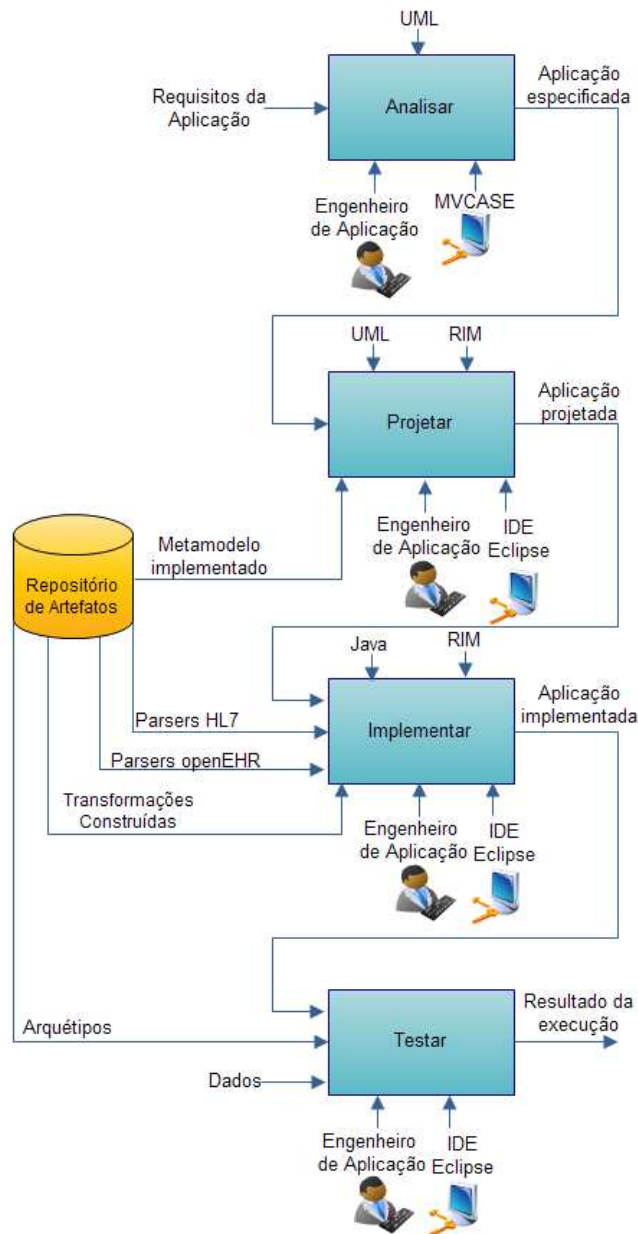 UML
Requisitos da
Aplicação
Analisar
Aplicação
especificada
Engenheiro
de Aplicação
MVCASE
UML
RIM
Projetar
Aplicação
projetada
Metamodelo
implementado
Engenheiro
de Aplicação
IDE
Eclipse
Repositório
de Artefatos
Java
RIM
Parsers HL7
Implementar
Aplicação
implementada
Parsers openEHR
Transformações
Construídas
Engenheiro
de Aplicação
IDE
Eclipse
Arquétipos
Testar
Resultado da
execução
Dados
Engenheiro
de Aplicação
IDE
Eclipse